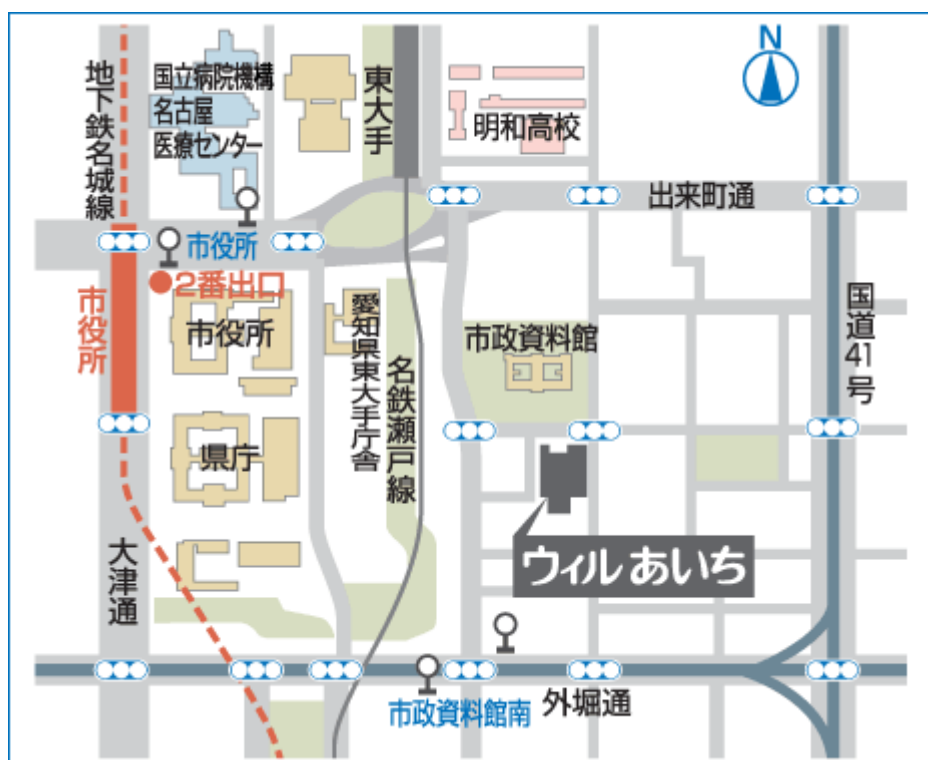 N
地下鉄名城線
国立病院機構
名古屋
医療センター
東大手
明和高校
出来町通
市役所
2番出口
市役所
市役所
愛知県東大手庁舎
名鉄瀬戸線
市政資料館
国道41号
県庁
ウィルあいち
大津通
市政資料館南
外堀通